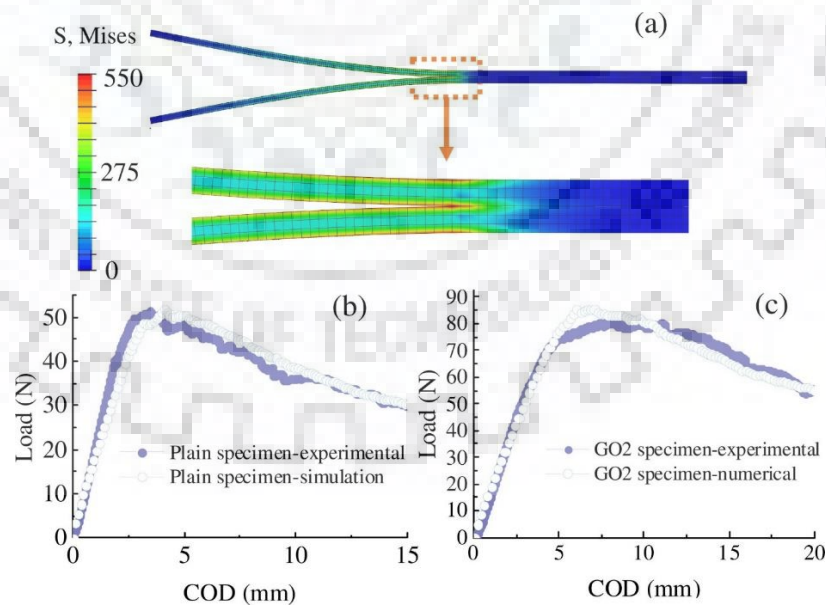 (a)
S, Mises
550
275
0
(b)
Load (N)
50
40
30
20
10
0
Plain specimen-experimental
Plain specimen-simulation
0
5
10
15
COD (mm)
(c)
Load (N)
90
80
70
60
50
40
30
20
10
0
GO2 specimen-experimental
GO2 specimen-numerical
0
5
10
15
20
COD (mm)